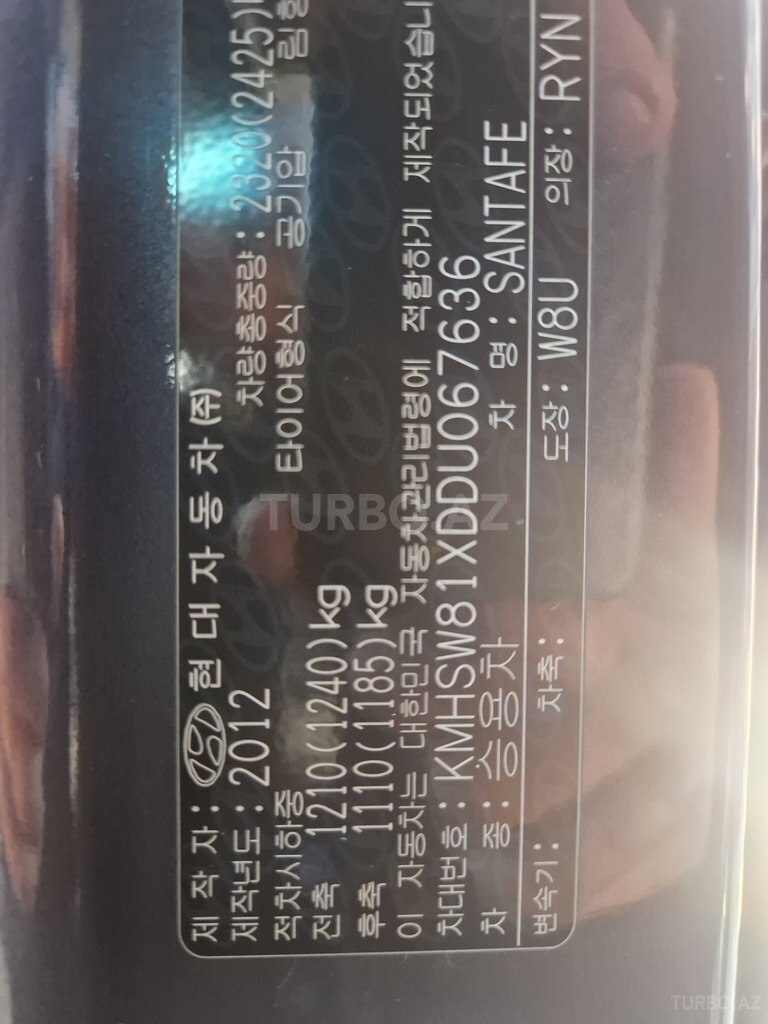 제 작 자 : 현 대 자 동 차 ㈜
제작년도 : 2012 차량총중량 : 2320(2425)
적차시하중 타이어형식 공기압 림형
전축 1210(1240)kg
후축 1110(1185)kg
이 자동차는 대한민국 자동차관리법령에 적합하게 제작되었습니
차대번호 : KMHSW81XDDU067636
차 종 : 승용차 차 명 : SANTAFE
변속기 : 차축 : 도장 : W8U 의장 : RYN
TURBO.AZ
TURBO.AZ